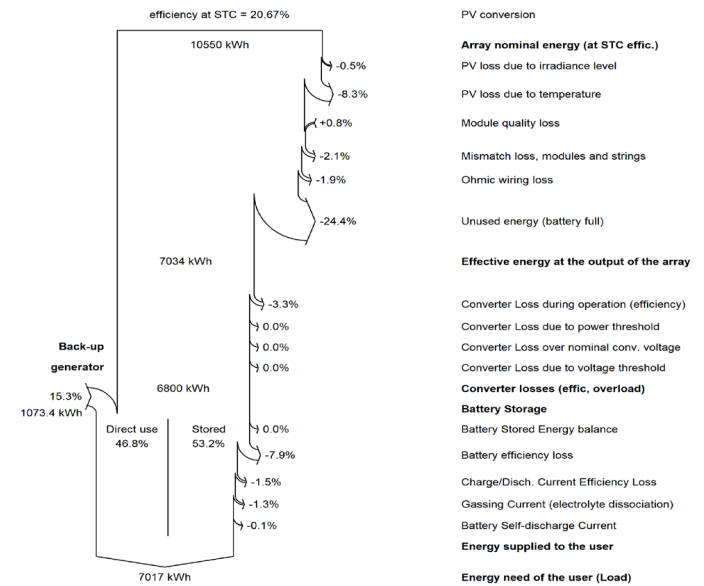 efficiency at STC = 20.67% PV conversion
10550 kWh Array nominal energy (at STC effic.)
-0.5% PV loss due to irradiance level
-8.3% PV loss due to temperature
+0.8% Module quality loss
-2.1% Mismatch loss, modules and strings
-1.9% Ohmic wiring loss
-24.4% Unused energy (battery full)
7034 kWh Effective energy at the output of the array
-3.3% Converter Loss during operation (efficiency)
0.0% Converter Loss due to power threshold
Back-up 0.0% Converter Loss over nominal conv. voltage
generator 0.0% Converter Loss due to voltage threshold
6800 kWh Converter losses (effic, overload)
15.3%
1073.4 kWh Battery Storage
Direct use Stored 0.0% Battery Stored Energy balance
46.8% 53.2%
-7.9% Battery efficiency loss
-1.5% Charge/Disch. Current Efficiency Loss
-1.3% Gassing Current (electrolyte dissociation)
-0.1% Battery Self-discharge Current
Energy supplied to the user
7017 kWh Energy need of the user (Load)